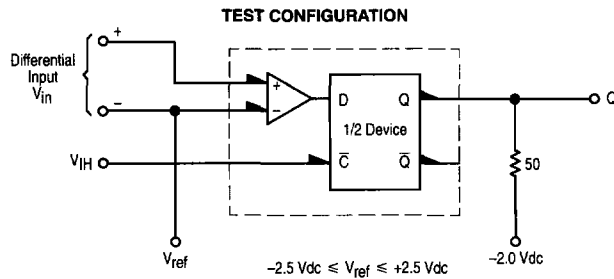 TEST CONFIGURATION
+
Differential
Input
Vin
−
+
−
D Q
1/2 Device
C̅ Q̅
VIH
Vref
Q
50
−2.0 Vdc
−2.5 Vdc ≤ Vref ≤ +2.5 Vdc